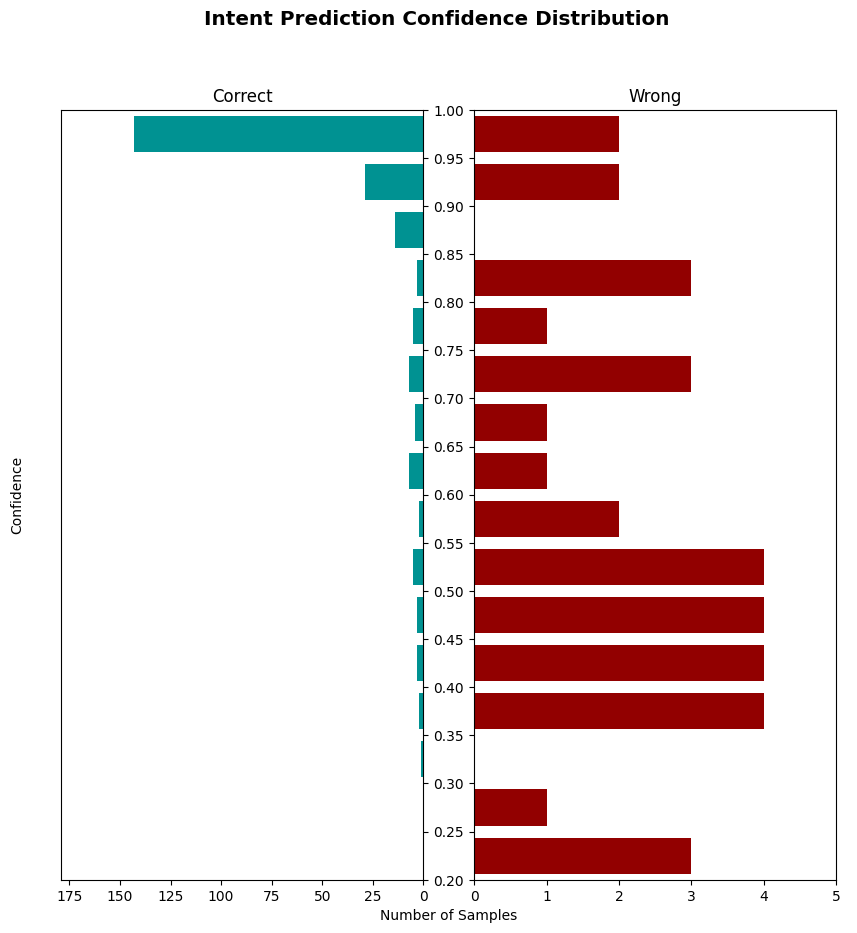 Intent Prediction Confidence Distribution
Correct
Wrong
1.00
0.95
0.90
0.85
0.80
0.75
0.70
0.65
0.60
0.55
0.50
0.45
0.40
0.35
0.30
0.25
0.20
Confidence
175 150 125 100 75 50 25 0
0 1 2 3 4 5
Number of Samples